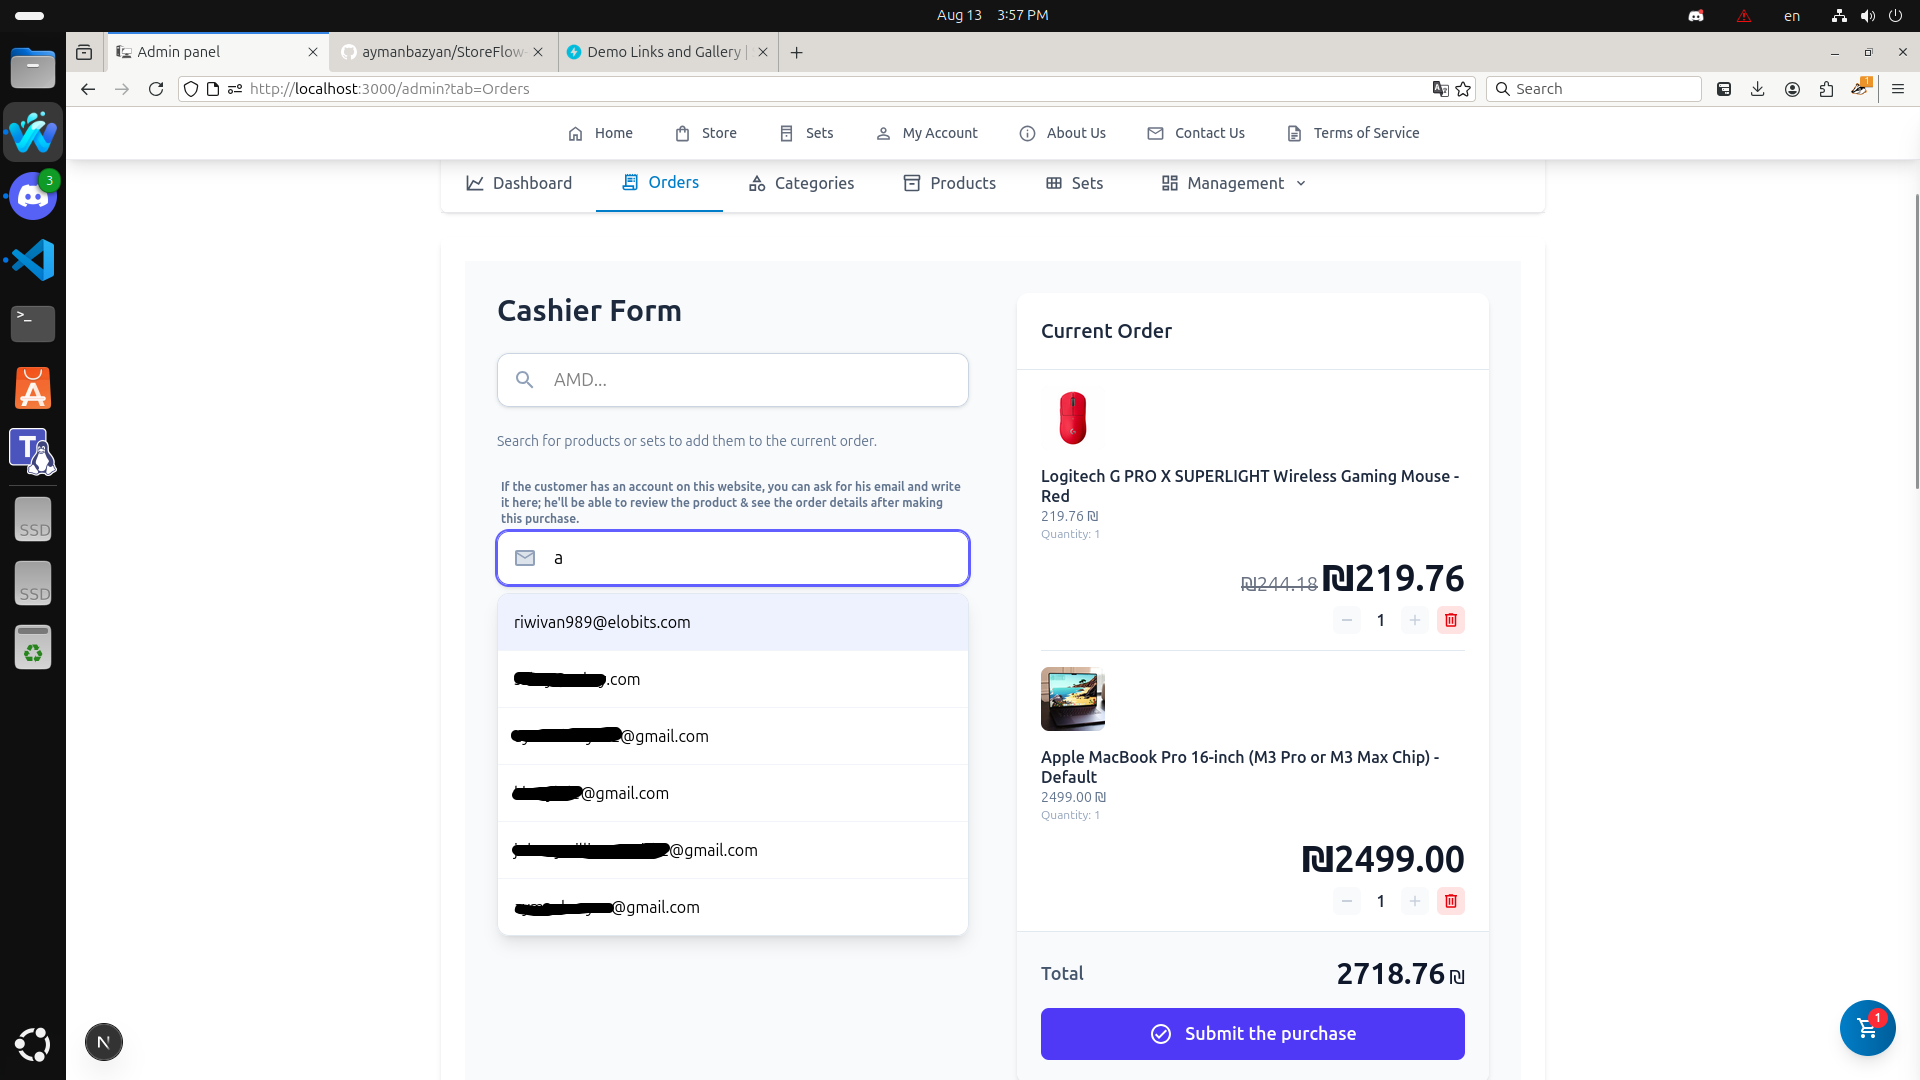 Aug 13 3:57 PM
en
Admin panel
aymanbazyan/StoreFlow
Demo Links and Gallery |
http://localhost:3000/admin?tab=Orders
Search
1
Home
Store
Sets
My Account
About Us
Contact Us
Terms of Service
3
Dashboard
Orders
Categories
Products
Sets
Management
Cashier Form
AMD...
Search for products or sets to add them to the current order.
If the customer has an account on this website, you can ask for his email and write
it here; he'll be able to review the product & see the order details after making
this purchase.
a
riwivan989@elobits.com
.com
@gmail.com
@gmail.com
@gmail.com
@gmail.com
Current Order
Logitech G PRO X SUPERLIGHT Wireless Gaming Mouse -
Red
219.76 ₪
Quantity: 1
₪244.18 ₪219.76
1
Apple MacBook Pro 16-inch (M3 Pro or M3 Max Chip) -
Default
2499.00 ₪
Quantity: 1
₪2499.00
1
Total
2718.76 ₪
Submit the purchase
1
SSD
SSD
N